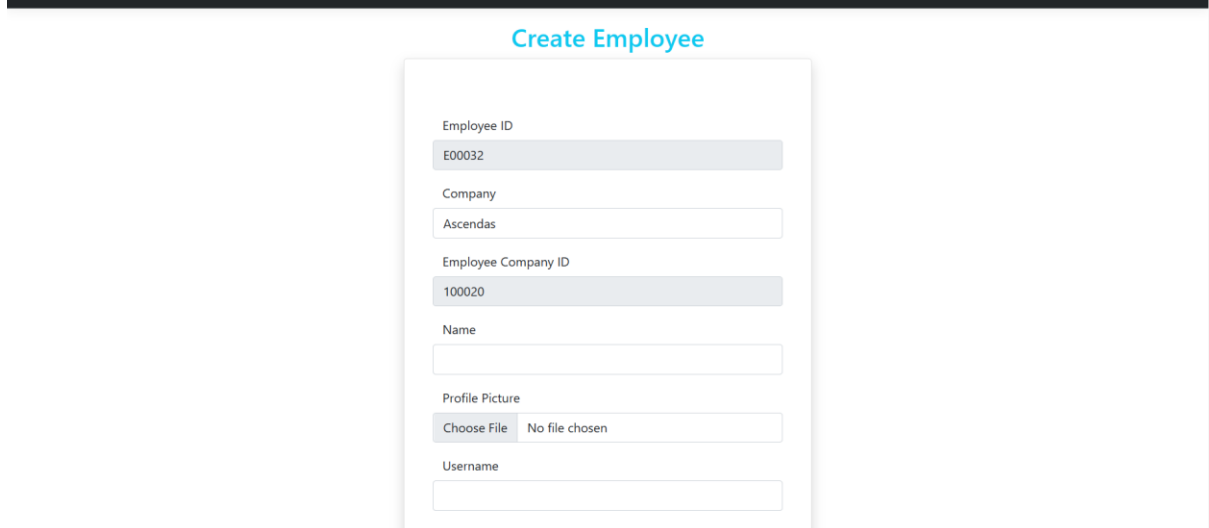 Create Employee
Employee ID
E00032
Company
Ascendas
Employee Company ID
100020
Name
Profile Picture
Choose File No file chosen
Username